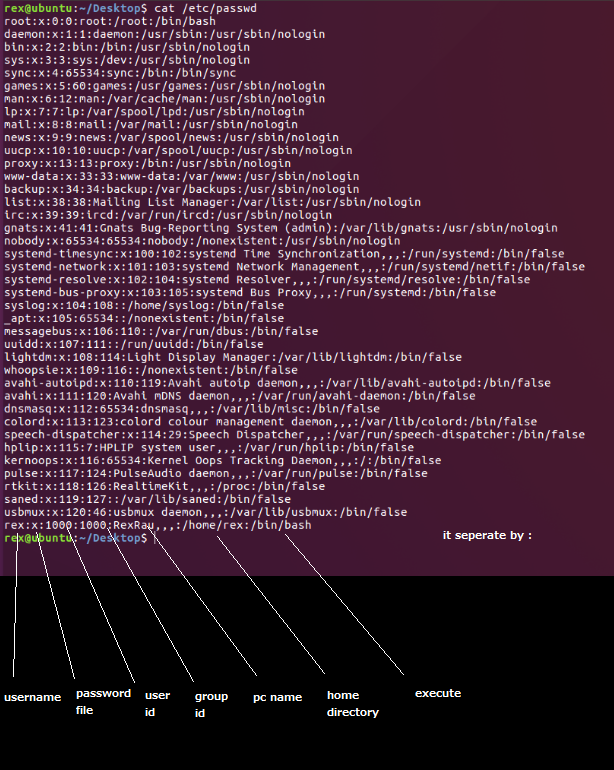 rex@ubuntu:~/Desktop$ cat /etc/passwd
root:x:0:0:root:/root:/bin/bash
daemon:x:1:1:daemon:/usr/sbin:/usr/sbin/nologin
bin:x:2:2:bin:/bin:/usr/sbin/nologin
sys:x:3:3:sys:/dev:/usr/sbin/nologin
sync:x:4:65534:sync:/bin:/bin/sync
games:x:5:60:games:/usr/games:/usr/sbin/nologin
man:x:6:12:man:/var/cache/man:/usr/sbin/nologin
lp:x:7:7:lp:/var/spool/lpd:/usr/sbin/nologin
mail:x:8:8:mail:/var/mail:/usr/sbin/nologin
news:x:9:9:news:/var/spool/news:/usr/sbin/nologin
uucp:x:10:10:uucp:/var/spool/uucp:/usr/sbin/nologin
proxy:x:13:13:proxy:/bin:/usr/sbin/nologin
www-data:x:33:33:www-data:/var/www:/usr/sbin/nologin
backup:x:34:34:backup:/var/backups:/usr/sbin/nologin
list:x:38:38:Mailing List Manager:/var/list:/usr/sbin/nologin
irc:x:39:39:ircd:/var/run/ircd:/usr/sbin/nologin
gnats:x:41:41:Gnats Bug-Reporting System (admin):/var/lib/gnats:/usr/sbin/nologin
nobody:x:65534:65534:nobody:/nonexistent:/usr/sbin/nologin
systemd-timesync:x:100:102:systemd Time Synchronization,,,:/run/systemd:/bin/false
systemd-network:x:101:103:systemd Network Management,,,:/run/systemd/netif:/bin/false
systemd-resolve:x:102:104:systemd Resolver,,,:/run/systemd/resolve:/bin/false
systemd-bus-proxy:x:103:105:systemd Bus Proxy,,,:/run/systemd:/bin/false
syslog:x:104:108::/home/syslog:/bin/false
_apt:x:105:65534::/nonexistent:/bin/false
messagebus:x:106:110::/var/run/dbus:/bin/false
uuidd:x:107:111::/run/uuidd:/bin/false
lightdm:x:108:114:Light Display Manager:/var/lib/lightdm:/bin/false
whoopsie:x:109:116::/nonexistent:/bin/false
avahi-autoipd:x:110:119:Avahi autoip daemon,,,:/var/lib/avahi-autoipd:/bin/false
avahi:x:111:120:Avahi mDNS daemon,,,:/var/run/avahi-daemon:/bin/false
dnsmasq:x:112:65534:dnsmasq,,,:/var/lib/misc:/bin/false
colord:x:113:123:colord colour management daemon,,,:/var/lib/colord:/bin/false
speech-dispatcher:x:114:29:Speech Dispatcher,,,:/var/run/speech-dispatcher:/bin/false
hplip:x:115:7:HPLIP system user,,,:/var/run/hplip:/bin/false
kernoops:x:116:65534:Kernel Oops Tracking Daemon,,,:/:/bin/false
pulse:x:117:124:PulseAudio daemon,,,:/var/run/pulse:/bin/false
rtkit:x:118:126:RealtimeKit,,,:/proc:/bin/false
saned:x:119:127::/var/lib/saned:/bin/false
usbmux:x:120:46:usbmux daemon,,,:/var/lib/usbmux:/bin/false
rex:x:1000:1000:RexRau,,,:/home/rex:/bin/bash
rex@ubuntu:~/Desktop$
it seperate by :
username
password file
user id
group id
pc name
home directory
execute